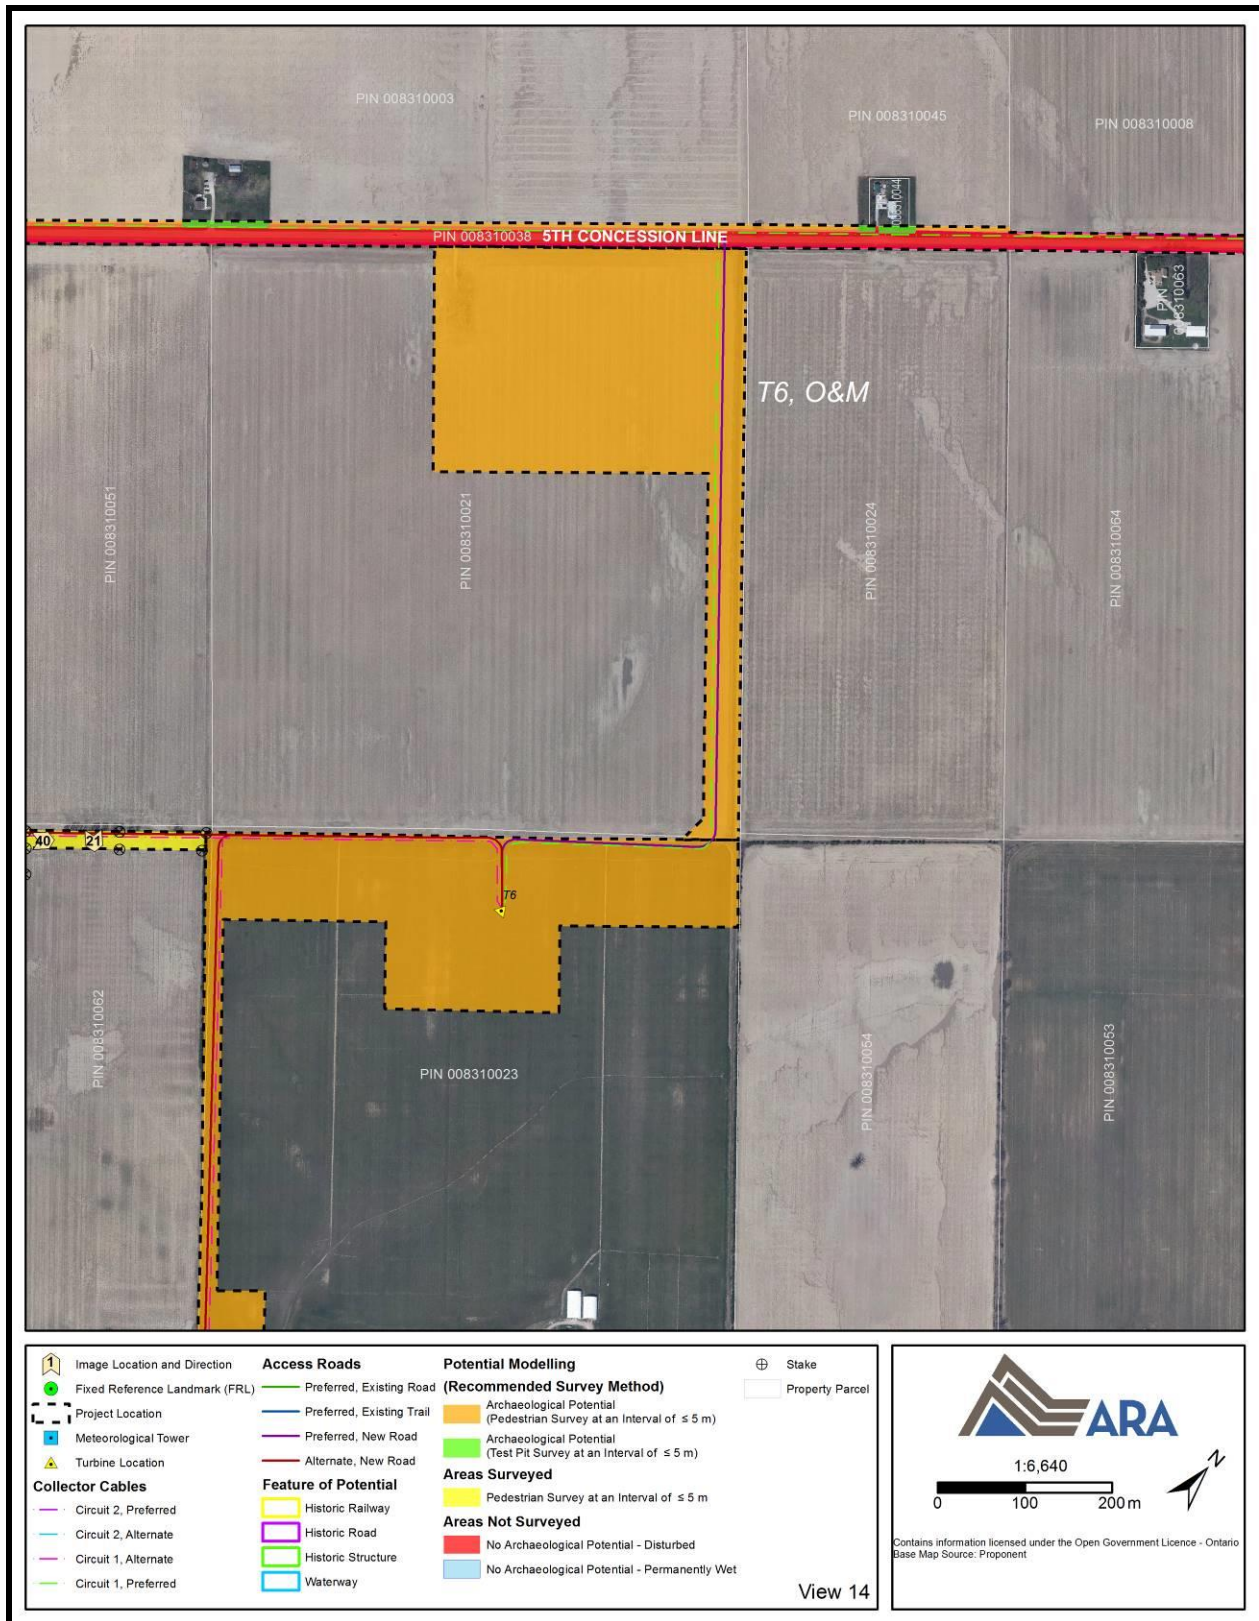 PIN 008310003
PIN 008310045
PIN 008310008
PIN 008310038 5TH CONCESSION LINE
PIN
008310063
T6, O&M
PIN 008310051
PIN 008310021
PIN 008310024
PIN 008310064
40
21
T6
PIN 008310062
PIN 008310023
PIN 008310054
PIN 008310053
1 Image Location and Direction
Fixed Reference Landmark (FRL)
Project Location
Meteorological Tower
Turbine Location
Collector Cables
Circuit 2, Preferred
Circuit 2, Alternate
Circuit 1, Alternate
Circuit 1, Preferred
Access Roads
Preferred, Existing Road
Preferred, Existing Trail
Preferred, New Road
Alternate, New Road
Feature of Potential
Historic Railway
Historic Road
Historic Structure
Waterway
Potential Modelling
(Recommended Survey Method)
Archaeological Potential
(Pedestrian Survey at an Interval of ≤ 5 m)
Archaeological Potential
(Test Pit Survey at an Interval of ≤ 5 m)
Areas Surveyed
Pedestrian Survey at an Interval of ≤ 5 m
Areas Not Surveyed
No Archaeological Potential - Disturbed
No Archaeological Potential - Permanently Wet
Stake
Property Parcel
View 14
ARA
1:6,640
0 100 200 m
N
Contains information licensed under the Open Government Licence - Ontario
Base Map Source: Proponent